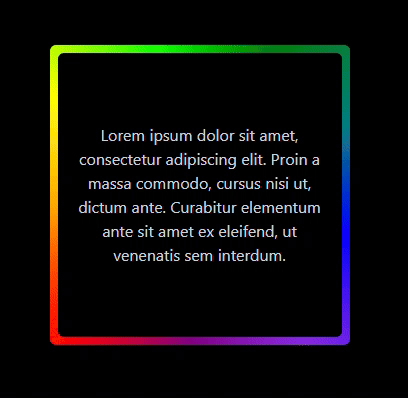 Lorem ipsum dolor sit amet,
consectetur adipiscing elit. Proin a
massa commodo, cursus nisi ut,
dictum ante. Curabitur elementum
ante sit amet ex eleifend, ut
venenatis sem interdum.